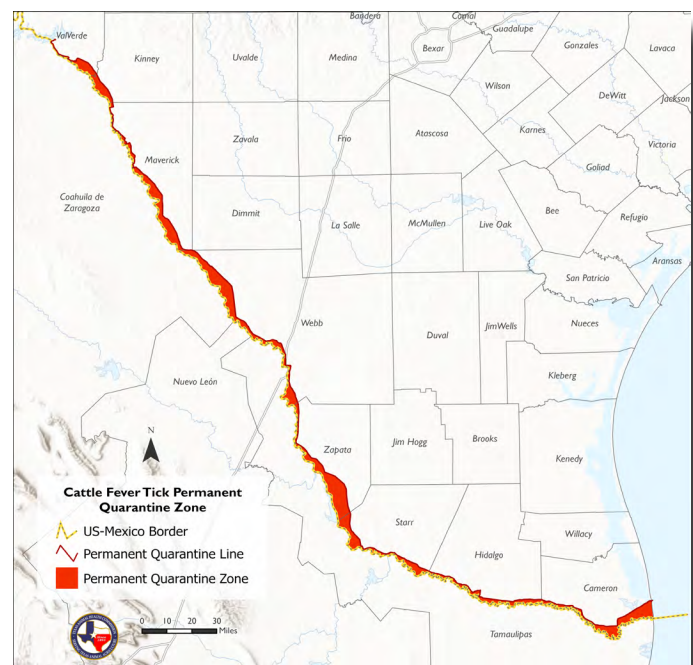 Bandera
Comal
Guadalupe
ValVerde
Kinney
Uvalde
Medina
Bexar
Gonzales
Lavaca
Wilson
DeWitt
Jackson
Zavala
Frio
Atascosa
Karnes
Victoria
Maverick
Goliad
Coahuila de
Zaragoza
Dimmit
La Salle
McMullen
Live Oak
Bee
Refugio
Aransas
San Patricio
Webb
Duval
JimWells
Nueces
Kleberg
Nuevo León
N
Zapata
Jim Hogg
Brooks
Kenedy
Cattle Fever Tick Permanent
Quarantine Zone
US-Mexico Border
Permanent Quarantine Line
Permanent Quarantine Zone
Starr
Hidalgo
Willacy
Cameron
Tamaulipas
0 10 20 30
Miles